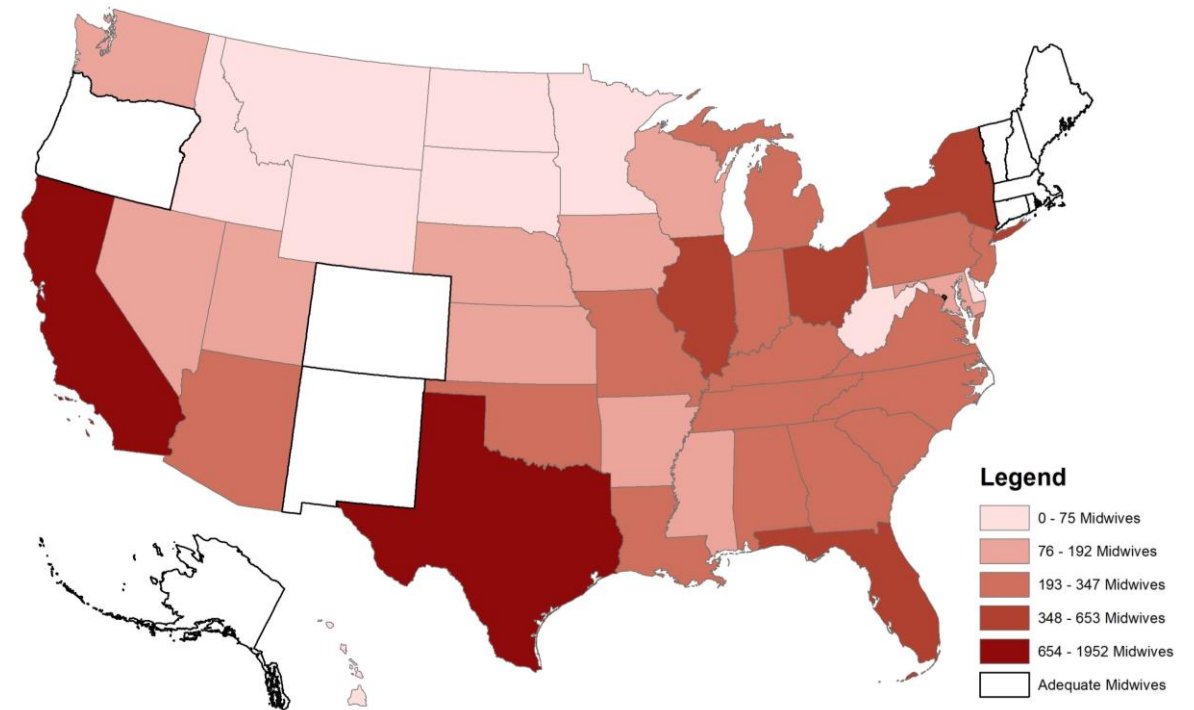 Legend
0 - 75 Midwives
76 - 192 Midwives
193 - 347 Midwives
348 - 653 Midwives
654 - 1952 Midwives
Adequate Midwives